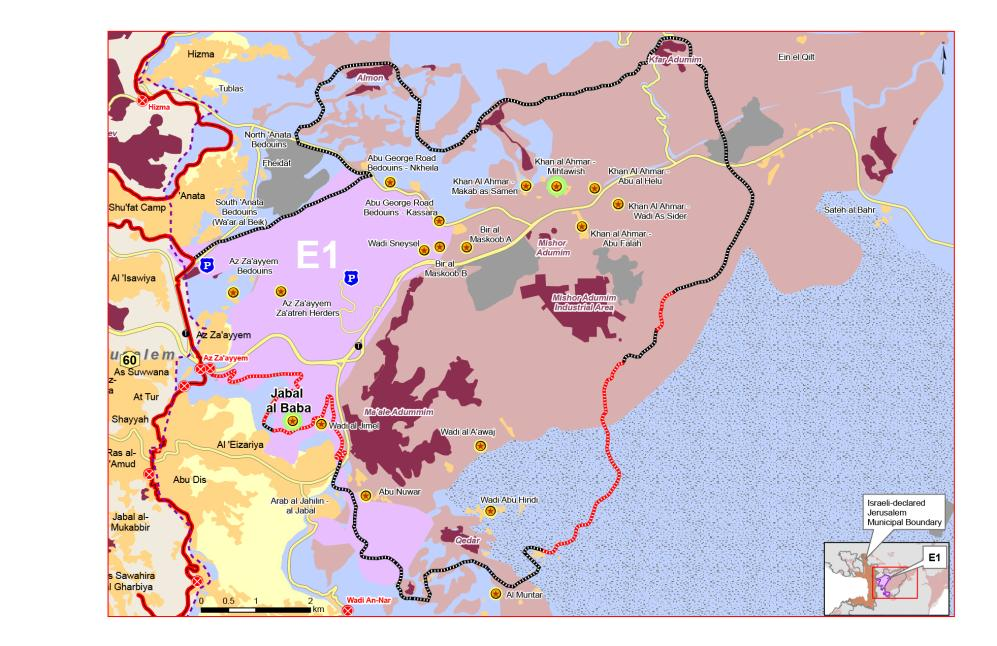 Hizma
Ein el Qilt
Kfar Adumim
Almon
Tublas
Hizma
ev
North 'Anata
Bedouins
Fheidat
Abu George Road
Bedouins - Nkheila
Khan al Ahmar -
Mihtawish
Khan Al Ahmar -
Abu al Helu
Khan Al Ahmar -
Makab as Samen
'Anata
Shu'fat Camp
South 'Anata
Bedouins
(Wa'ar al Beik)
Abu George Road
Bedouins - Kassara
Khan Al Ahmar -
Wadi As Sider
Sateh al Bahr
Bir al
Maskoob A
Khan al Ahmar -
Abu Falah
Wadi Sneysel
E1
Mishor
Adumim
Bir al
Maskoob B
P
Az Za'ayyem
Bedouins
P
Al 'Isawiya
Az Za'ayyem
Za'atreh Herders
Mishor Adumim
Industrial Area
Az Za'ayyem
u alem
60
Az Za'ayyem
As Suwwana
z-
a
At Tur
Jabal
al Baba
Shayyah
Ma'ale Adummim
Wadi al Jimel
Wadi al A'awaj
Al 'Eizariya
Ras al-
'Amud
Abu Dis
Abu Nuwar
Arab al Jahilin -
al Jabal
Wadi Abu Hindi
Israeli-declared
Jerusalem
Municipal Boundary
Jabal al-
Mukabbir
Qedar
E1
s Sawahira
l Gharbiya
Al Muntar
Wadi An-Nar
0 0.5 1 2
km